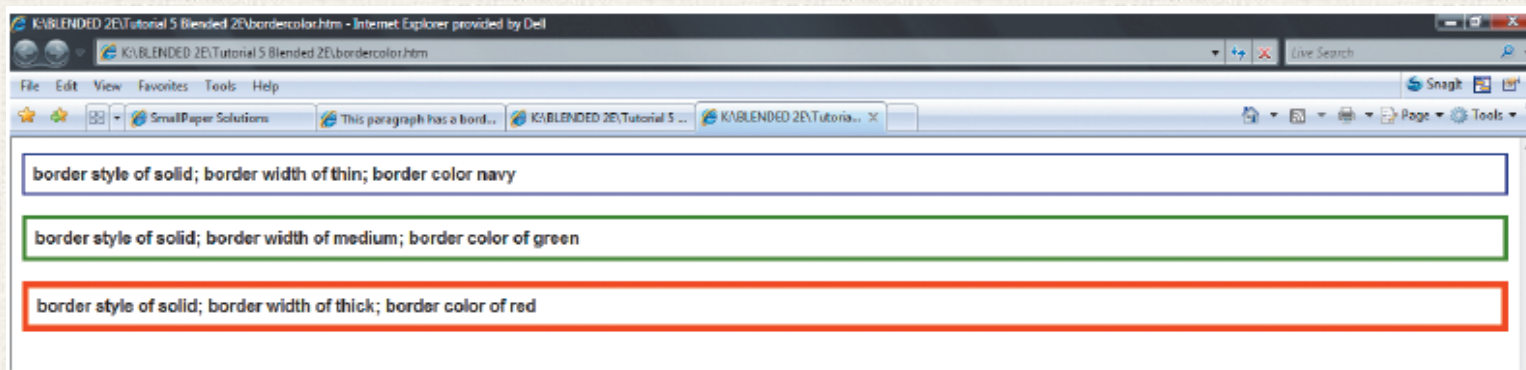 K:\BLENDED 2E\Tutorial 5 Blended 2E\bordercolor.htm - Internet Explorer provided by Dell
K:\BLENDED 2E\Tutorial 5 Blended 2E\bordercolor.htm Live Search
File Edit View Favorites Tools Help Snagit
SmallPaper Solutions This paragraph has a bord... K:\BLENDED 2E\Tutorial 5 ... K:\BLENDED 2E\Tutoria... Page Tools
border style of solid; border width of thin; border color navy
border style of solid; border width of medium; border color of green
border style of solid; border width of thick; border color of red